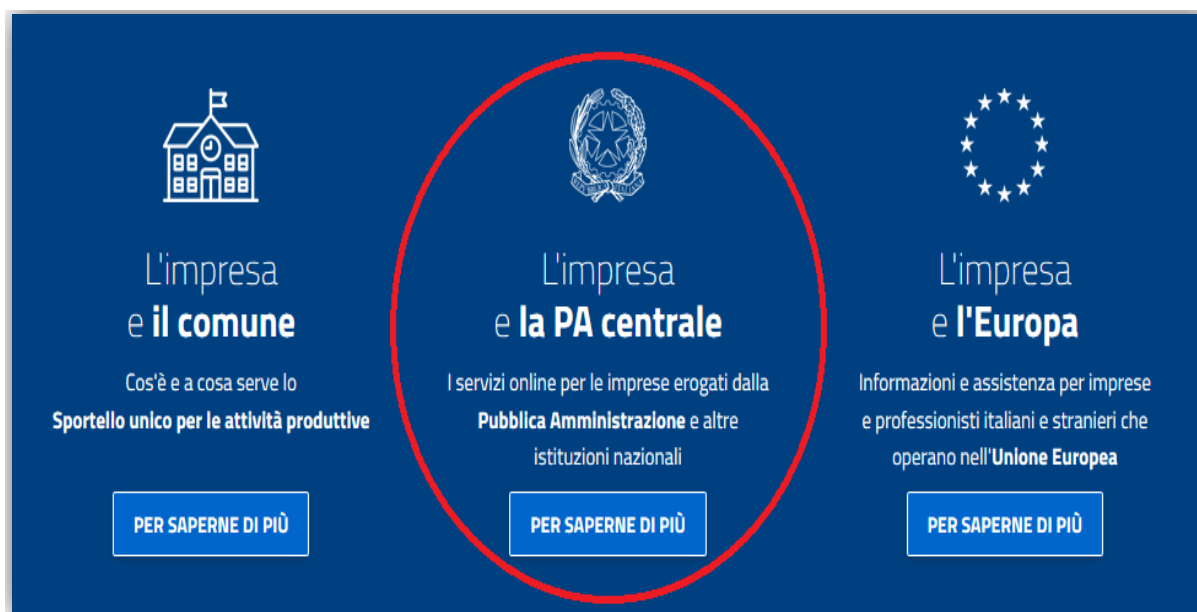 L'impresa
e il comune
Cos'è e a cosa serve lo
Sportello unico per le attività produttive
PER SAPERNE DI PIÙ
L'impresa
e la PA centrale
I servizi online per le imprese erogati dalla
Pubblica Amministrazione e altre
istituzioni nazionali
PER SAPERNE DI PIÙ
L'impresa
e l'Europa
Informazioni e assistenza per imprese
e professionisti italiani e stranieri che
operano nell'Unione Europea
PER SAPERNE DI PIÙ